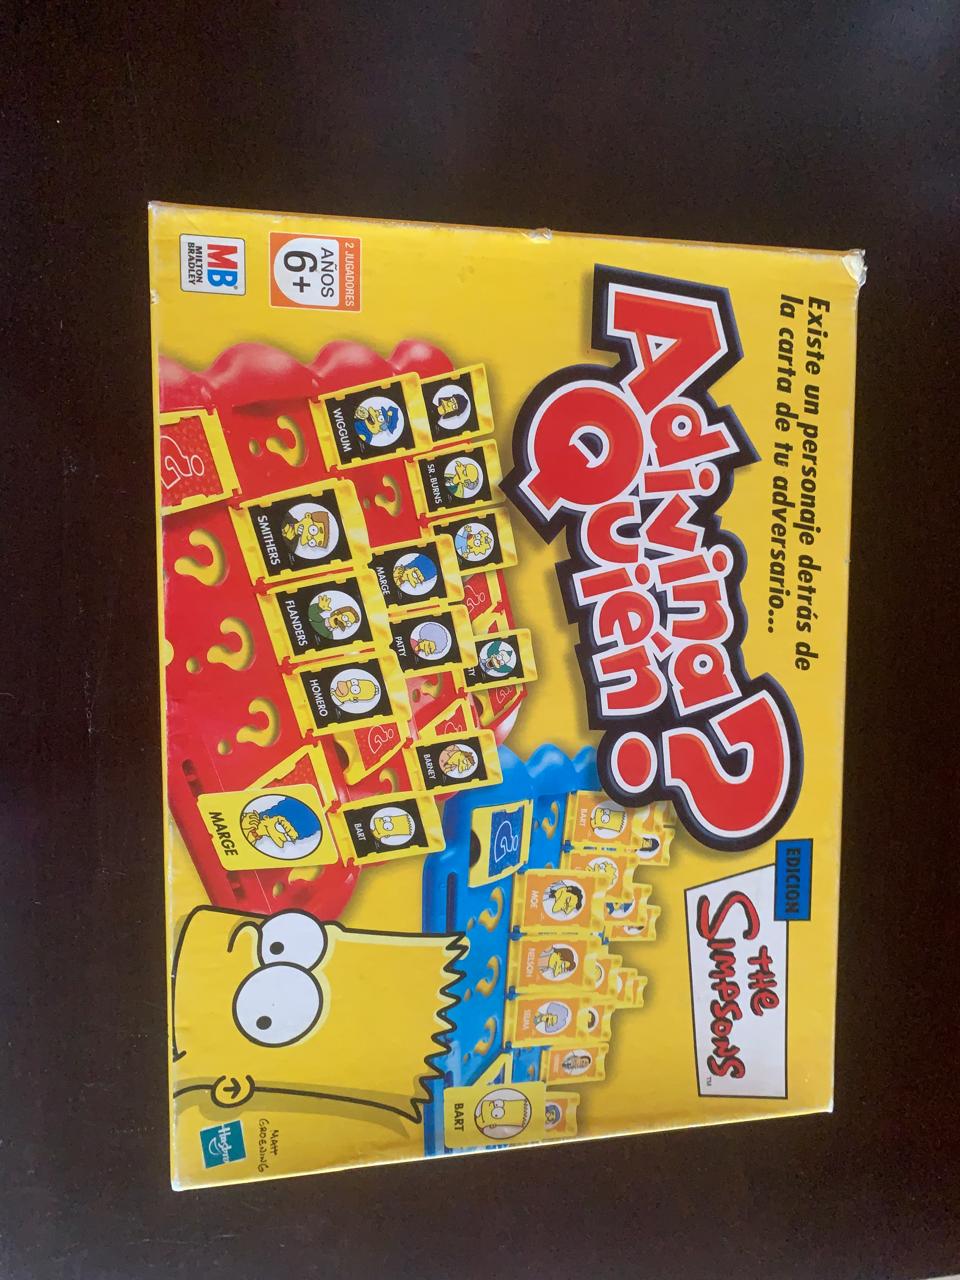 Existe un personaje detrás de
la carta de tu adversario...
Adivina
Quién?
EDICION
THE
SIMPSONS
TM
BART
MOE
NELSON
SELMA
BART
SR. BURNS
MARGE
PATTY
BARNEY
WIGGUM
SMITHERS
FLANDERS
HOMERO
BART
MARGE
2 JUGADORES
AÑOS
6+
MB
MILTON
BRADLEY
MATT
GROENING
Hasbro